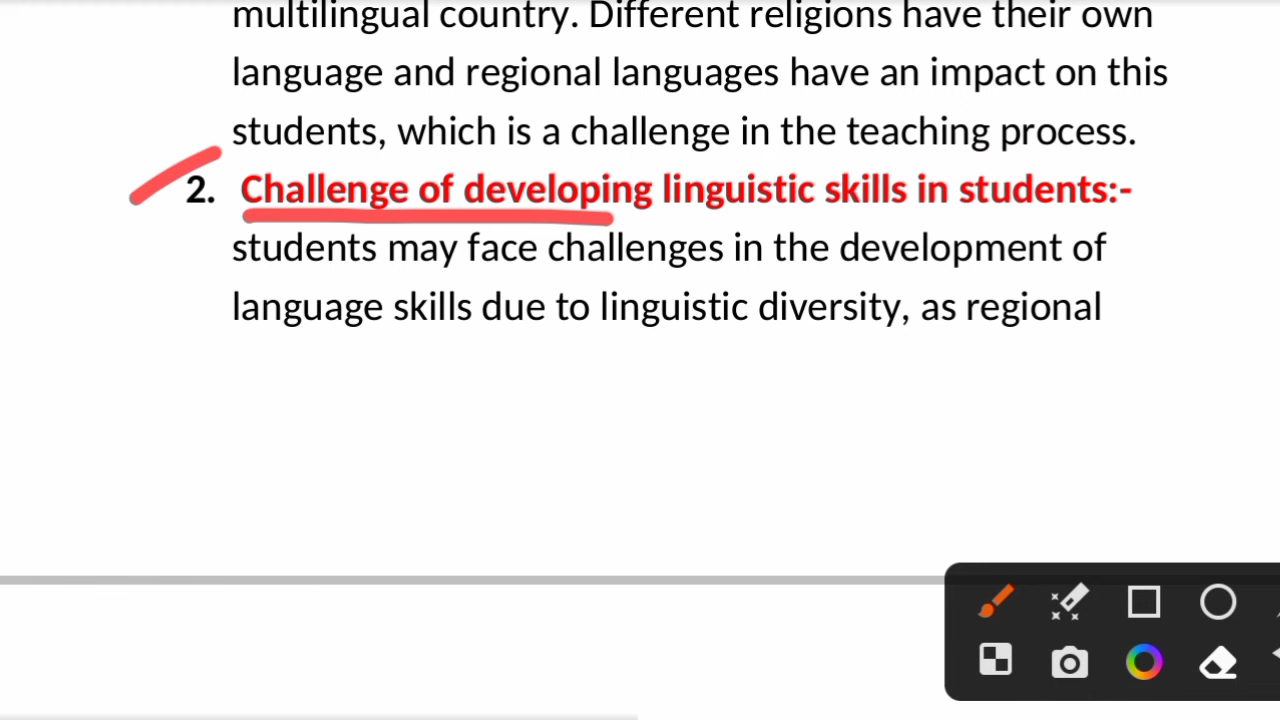 multilingual country. Different religions have their own
language and regional languages have an impact on this
students, which is a challenge in the teaching process.
2. Challenge of developing linguistic skills in students:-
students may face challenges in the development of
language skills due to linguistic diversity, as regional